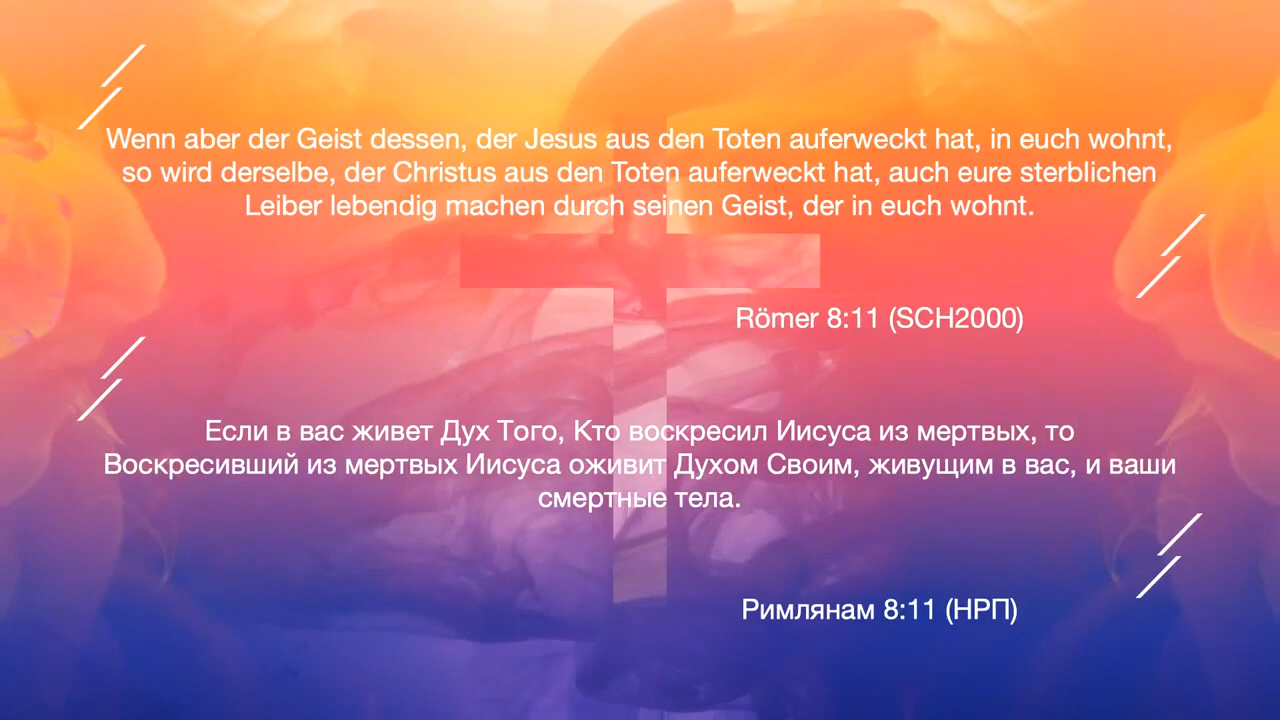 Wenn aber der Geist dessen, der Jesus aus den Toten auferweckt hat, in euch wohnt,
so wird derselbe, der Christus aus den Toten auferweckt hat, auch eure sterblichen
Leiber lebendig machen durch seinen Geist, der in euch wohnt.
Römer 8:11 (SCH2000)
Если в вас живет Дух Того, Кто воскресил Иисуса из мертвых, то
Воскресивший из мертвых Иисуса оживит Духом Своим, живущим в вас, и ваши
смертные тела.
Римлянам 8:11 (НРП)